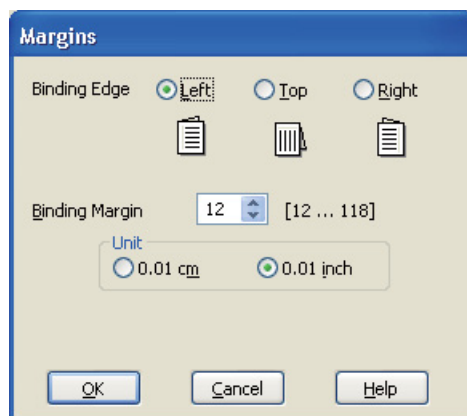 Margins
Binding Edge Left Top Right
Binding Margin 12 [12 ... 118]
Unit
0.01 cm 0.01 inch
OK Cancel Help